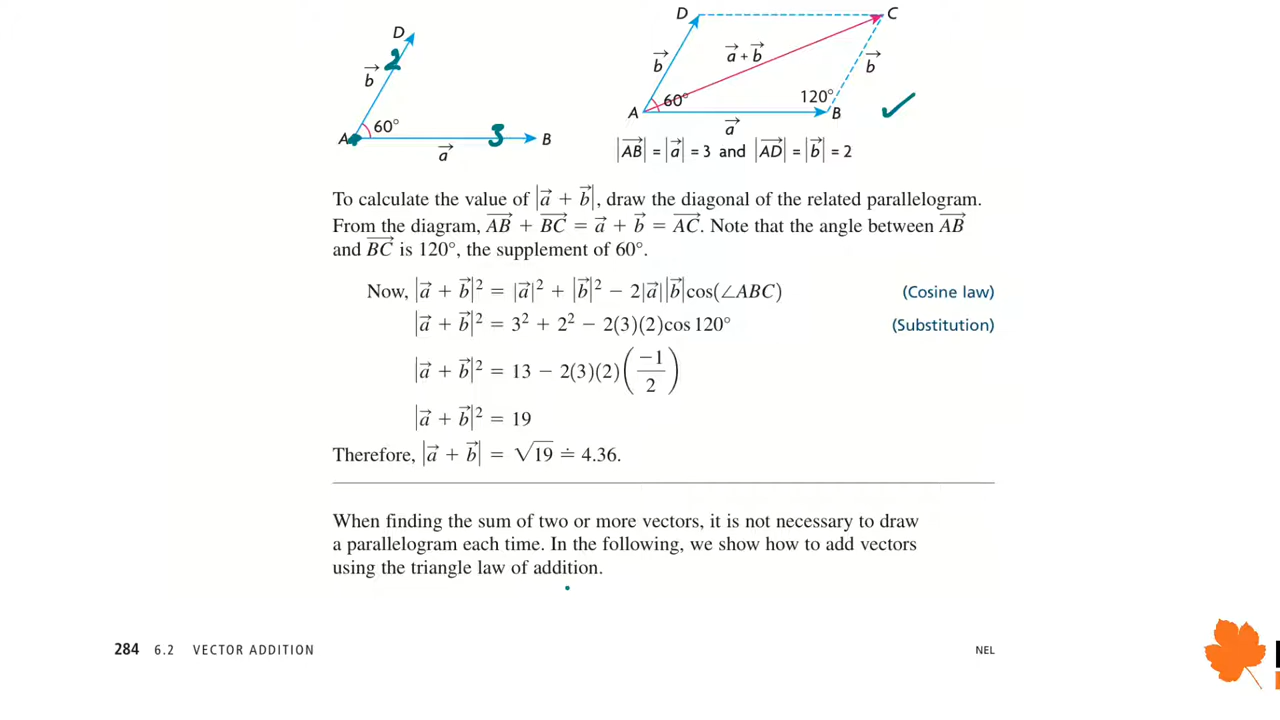 D
2
b⃗
60°
A
5
B
a⃗
D
C
a⃗ + b⃗
b⃗
b⃗
60°
120°
A
B
a⃗
|AB⃗| = |a⃗| = 3 and |AD⃗| = |b⃗| = 2
To calculate the value of |a⃗ + b⃗|, draw the diagonal of the related parallelogram.
From the diagram, AB⃗ + BC⃗ = a⃗ + b⃗ = AC⃗. Note that the angle between AB⃗
and BC⃗ is 120°, the supplement of 60°.
Now, |a⃗ + b⃗|² = |a⃗|² + |b⃗|² − 2|a⃗||b⃗|cos(∠ABC) (Cosine law)
|a⃗ + b⃗|² = 3² + 2² − 2(3)(2)cos 120° (Substitution)
|a⃗ + b⃗|² = 13 − 2(3)(2)(−1/2)
|a⃗ + b⃗|² = 19
Therefore, |a⃗ + b⃗| = √19 ≐ 4.36.
When finding the sum of two or more vectors, it is not necessary to draw
a parallelogram each time. In the following, we show how to add vectors
using the triangle law of addition.
284 6.2 VECTOR ADDITION
NEL